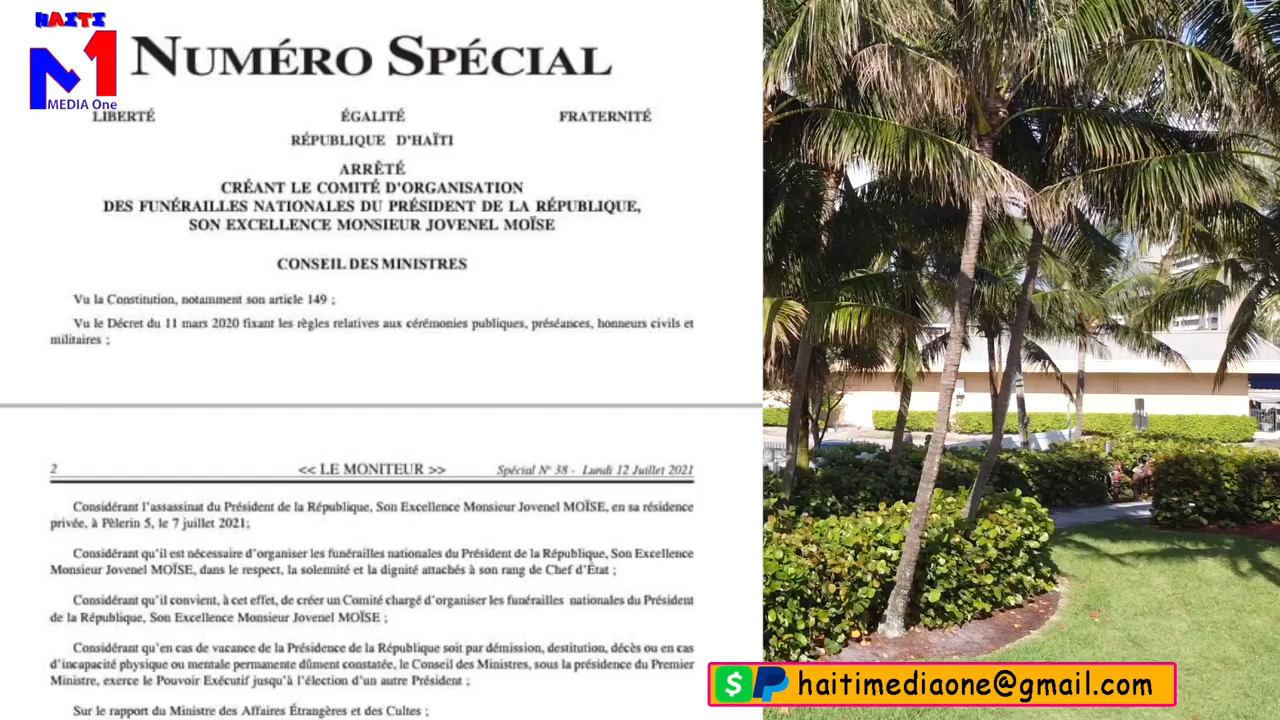 HAITI
M1
MEDIA One
NUMÉRO SPÉCIAL
LIBERTÉ ÉGALITÉ FRATERNITÉ
RÉPUBLIQUE D'HAÏTI
ARRÊTÉ
CRÉANT LE COMITÉ D'ORGANISATION
DES FUNÉRAILLES NATIONALES DU PRÉSIDENT DE LA RÉPUBLIQUE,
SON EXCELLENCE MONSIEUR JOVENEL MOÏSE
CONSEIL DES MINISTRES
Vu la Constitution, notamment son article 149 ;
Vu le Décret du 11 mars 2020 fixant les règles relatives aux cérémonies publiques, préséances, honneurs civils et
militaires ;
2 << LE MONITEUR >> Spécial N° 38 - Lundi 12 Juillet 2021
Considérant l'assassinat du Président de la République, Son Excellence Monsieur Jovenel MOÏSE, en sa résidence
privée, à Pèlerin 5, le 7 juillet 2021;
Considérant qu'il est nécessaire d'organiser les funérailles nationales du Président de la République, Son Excellence
Monsieur Jovenel MOÏSE, dans le respect, la solennité et la dignité attachés à son rang de Chef d'État ;
Considérant qu'il convient, à cet effet, de créer un Comité chargé d'organiser les funérailles nationales du Président
de la République, Son Excellence Monsieur Jovenel MOÏSE ;
Considérant qu'en cas de vacance de la Présidence de la République soit par démission, destitution, décès ou en cas
d'incapacité physique ou mentale permanente dûment constatée, le Conseil des Ministres, sous la présidence du Premier
Ministre, exerce le Pouvoir Exécutif jusqu'à l'élection d'un autre Président ;
Sur le rapport du Ministre des Affaires Étrangères et des Cultes ;
$ P haitimediaone@gmail.com